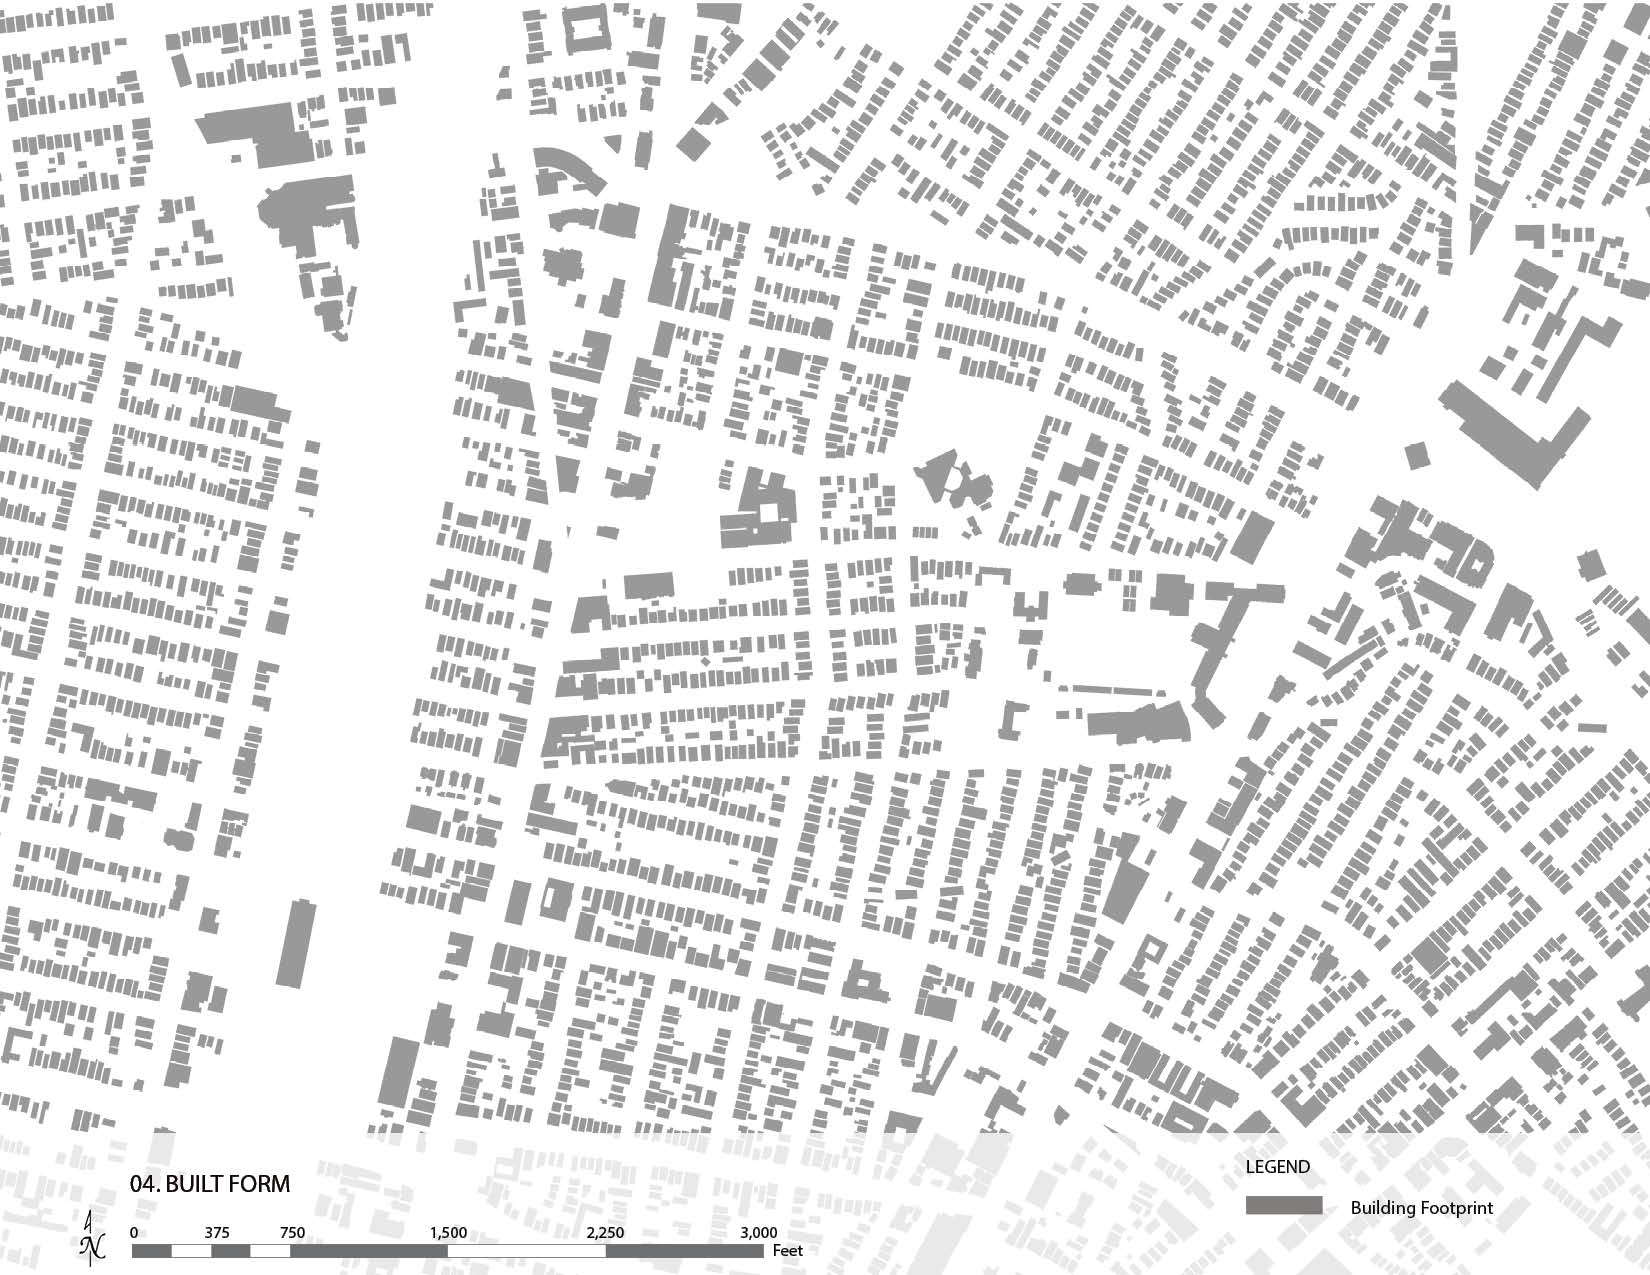 LEGEND
04. BUILT FORM
Building Footprint
N
0 375 750 1,500 2,250 3,000
Feet